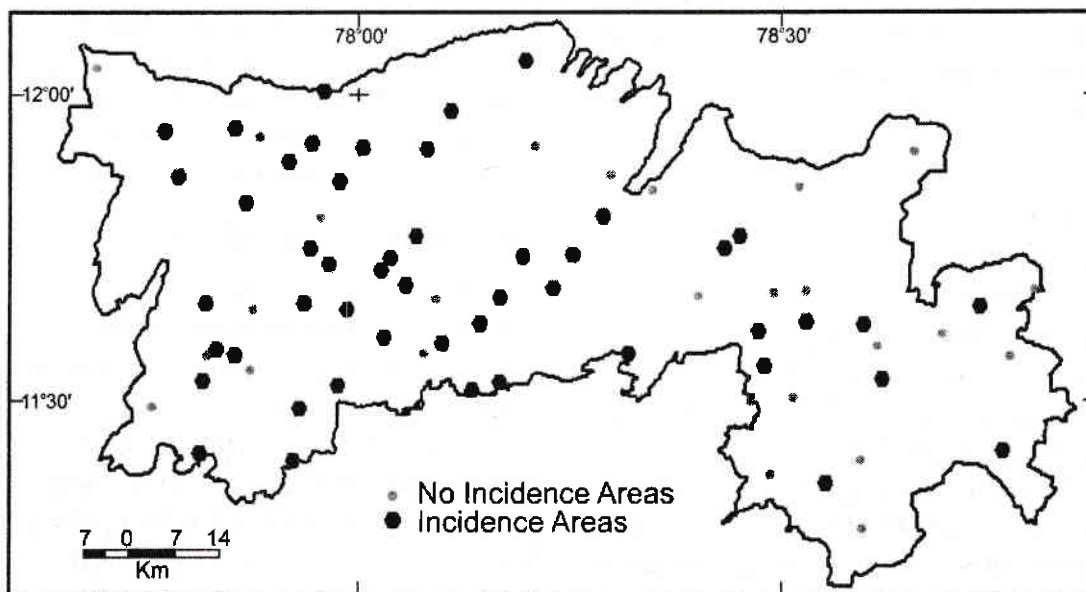 78°00' 78°30'
12°00'
11°30'
No Incidence Areas
Incidence Areas
7 0 7 14
Km